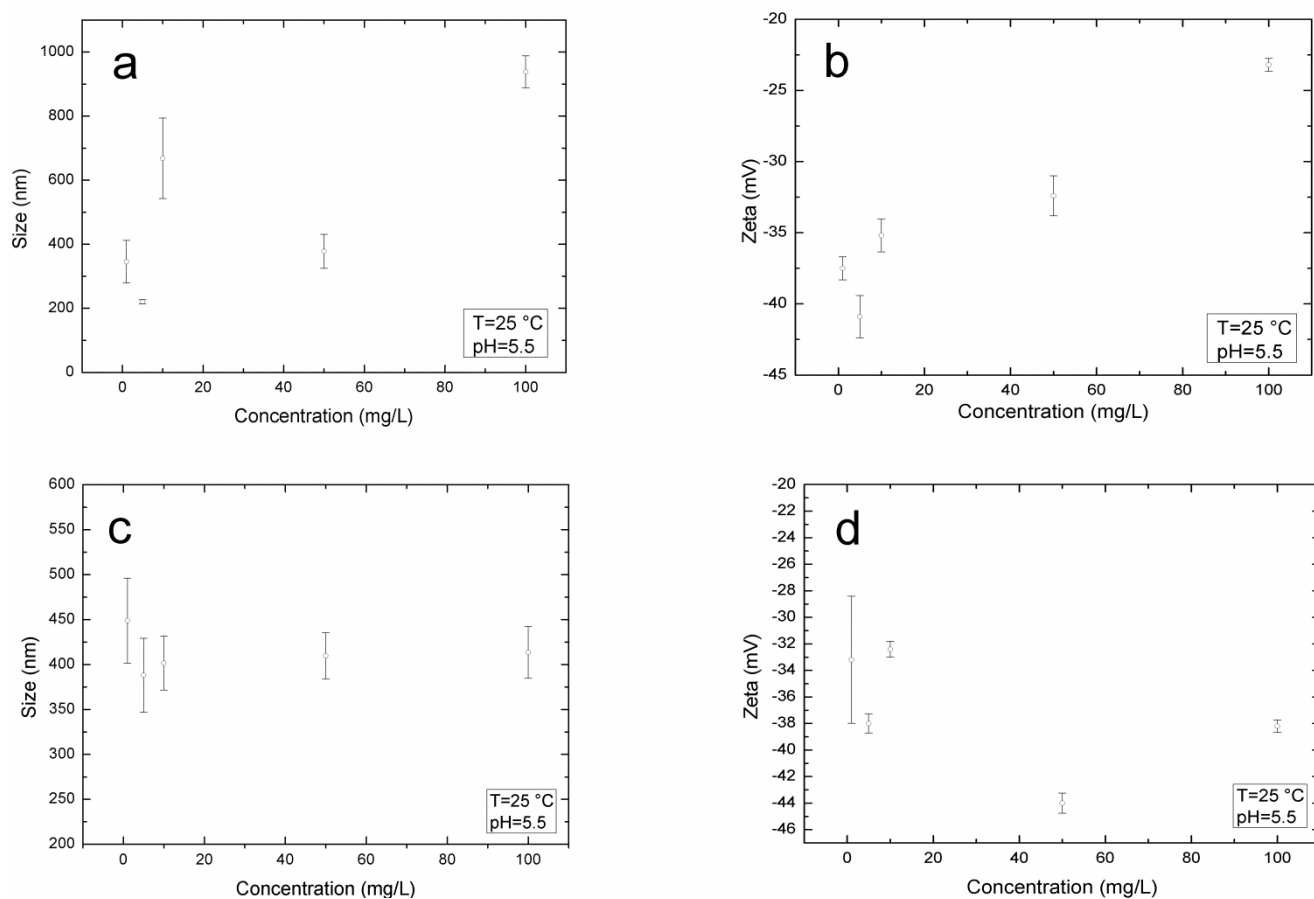 a
Size (nm)
1000
800
600
400
200
0
T=25 °C
pH=5.5
0 20 40 60 80 100
Concentration (mg/L)
b
Zeta (mV)
-20
-25
-30
-35
-40
-45
T=25 °C
pH=5.5
0 20 40 60 80 100
Concentration (mg/L)
c
Size (nm)
600
550
500
450
400
350
300
250
200
T=25 °C
pH=5.5
0 20 40 60 80 100
Concentration (mg/L)
d
Zeta (mV)
-20
-22
-24
-26
-28
-30
-32
-34
-36
-38
-40
-42
-44
-46
T=25 °C
pH=5.5
0 20 40 60 80 100
Concentration (mg/L)